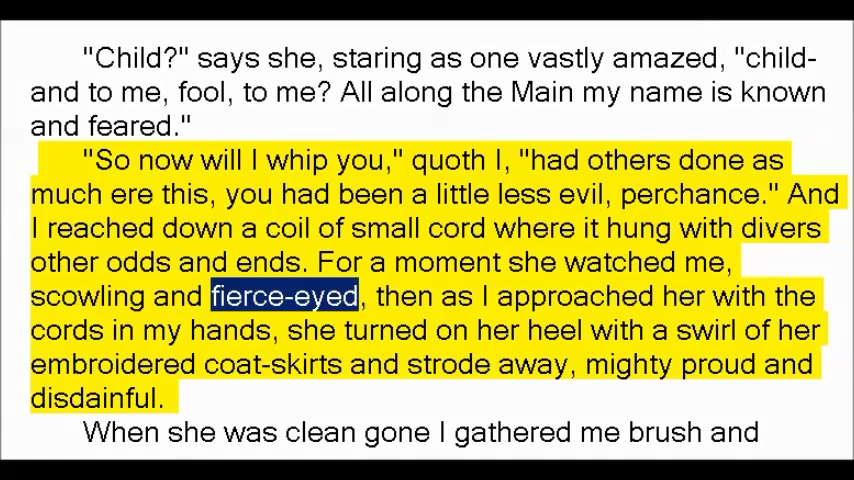 "Child?" says she, staring as one vastly amazed, "child-
and to me, fool, to me? All along the Main my name is known
and feared."
"So now will I whip you," quoth I, "had others done as
much ere this, you had been a little less evil, perchance." And
I reached down a coil of small cord where it hung with divers
other odds and ends. For a moment she watched me,
scowling and fierce-eyed, then as I approached her with the
cords in my hands, she turned on her heel with a swirl of her
embroidered coat-skirts and strode away, mighty proud and
disdainful.
When she was clean gone I gathered me brush and